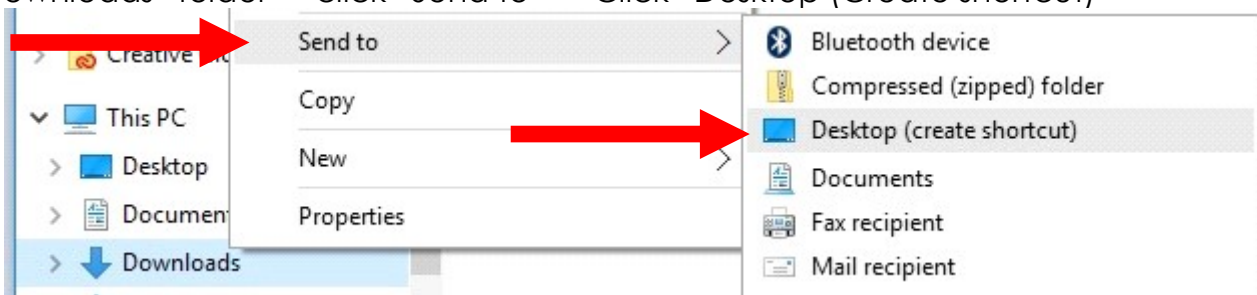 Send to
Copy
New
Properties
This PC
Desktop
Documen
Downloads
Bluetooth device
Compressed (zipped) folder
Desktop (create shortcut)
Documents
Fax recipient
Mail recipient